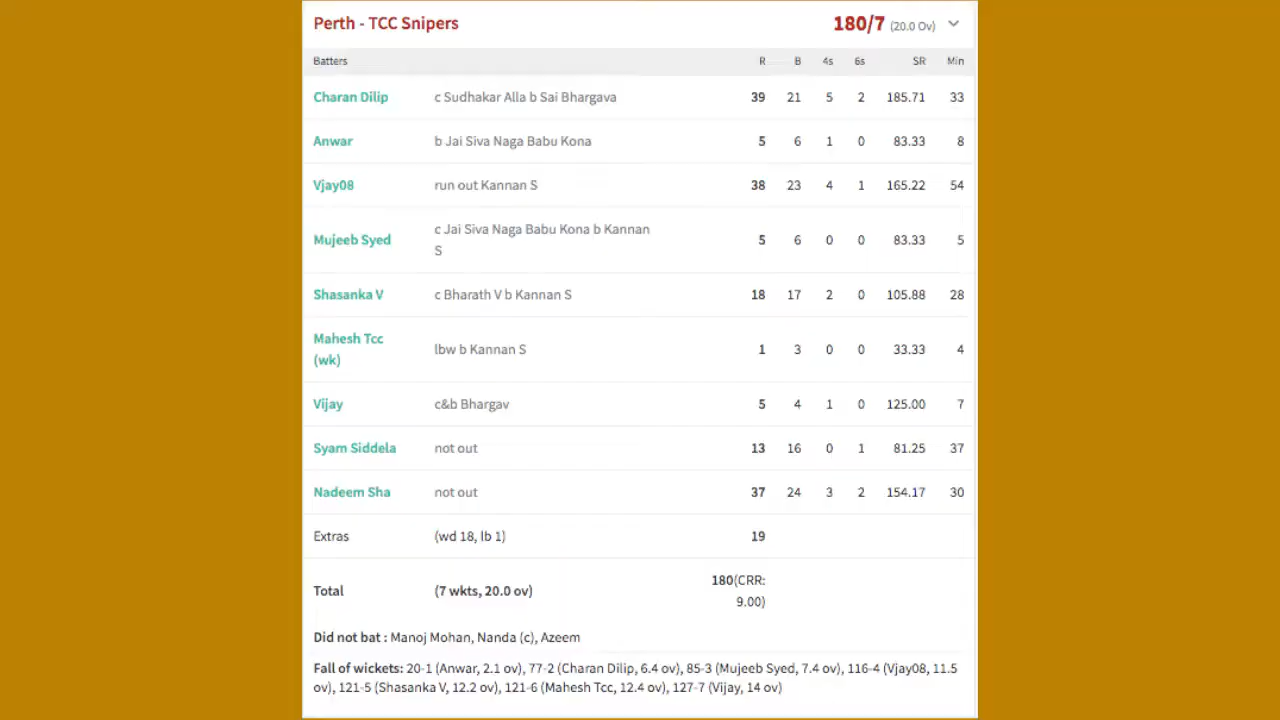 Perth - TCC Snipers 180/7 (20.0 Ov)
Batters R B 4s 6s SR Min
Charan Dilip c Sudhakar Alla b Sai Bhargava 39 21 5 2 185.71 33
Anwar b Jai Siva Naga Babu Kona 5 6 1 0 83.33 8
Vjay08 run out Kannan S 38 23 4 1 165.22 54
Mujeeb Syed c Jai Siva Naga Babu Kona b Kannan S 5 6 0 0 83.33 5
Shasanka V c Bharath V b Kannan S 18 17 2 0 105.88 28
Mahesh Tcc (wk) lbw b Kannan S 1 3 0 0 33.33 4
Vijay c&b Bhargav 5 4 1 0 125.00 7
Syam Siddela not out 13 16 0 1 81.25 37
Nadeem Sha not out 37 24 3 2 154.17 30
Extras (wd 18, lb 1) 19
Total (7 wkts, 20.0 ov) 180(CRR: 9.00)
Did not bat : Manoj Mohan, Nanda (c), Azeem
Fall of wickets: 20-1 (Anwar, 2.1 ov), 77-2 (Charan Dilip, 6.4 ov), 85-3 (Mujeeb Syed, 7.4 ov), 116-4 (Vjay08, 11.5
ov), 121-5 (Shasanka V, 12.2 ov), 121-6 (Mahesh Tcc, 12.4 ov), 127-7 (Vijay, 14 ov)